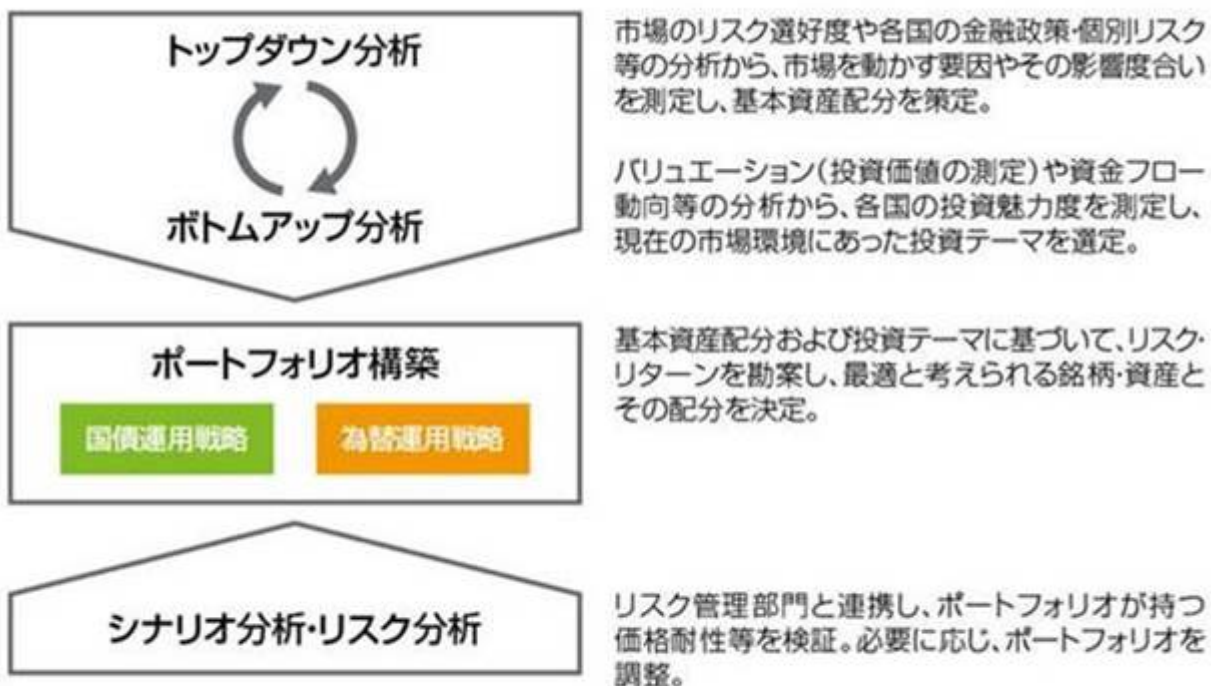 トップダウン分析
市場のリスク選好度や各国の金融政策・個別リスク
等の分析から、市場を動かす要因やその影響度合い
を測定し、基本資産配分を策定。
ボトムアップ分析
バリュエーション(投資価値の測定)や資金フロー
動向等の分析から、各国の投資魅力度を測定し、
現在の市場環境にあった投資テーマを選定。
ポートフォリオ構築
国債運用戦略
為替運用戦略
基本資産配分および投資テーマに基づいて、リスク・
リターンを勘案し、最適と考えられる銘柄・資産と
その配分を決定。
シナリオ分析・リスク分析
リスク管理部門と連携し、ポートフォリオが持つ
価格耐性等を検証。必要に応じ、ポートフォリオを
調整。